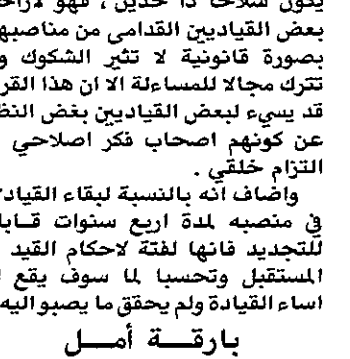 يكون سلاحا ذا حدين ، فهو لازاحة
بعض القياديين القدامى من مناصبهم
بصورة قانونية لا تثير الشكوك و
تترك مجالا للمساءلة الا ان هذا القر
قد يسيء لبعض القياديين بغض النظ
عن كونهم اصحاب فكر اصلاحي
التزام خلقي .
واضاف انه بالنسبة لبقاء القياد
في منصبه لمدة اربع سنوات قابل
للتجديد فانها لفتة لاحكام القيد
المستقبل وتحسبا لما سوف يقع ا
اساء القيادة ولم يحقق ما يصبو اليه
بارقة أمل